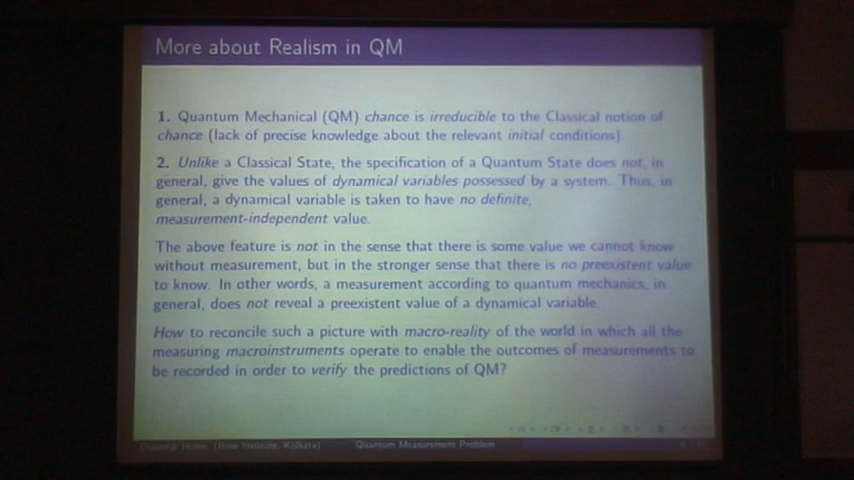 More about Realism in QM
1. Quantum Mechanical (QM) chance is irreducible to the Classical notion of
chance (lack of precise knowledge about the relevant initial conditions).
2. Unlike a Classical State, the specification of a Quantum State does not, in
general, give the values of dynamical variables possessed by a system. Thus, in
general, a dynamical variable is taken to have no definite,
measurement-independent value.
The above feature is not in the sense that there is some value we cannot know
without measurement, but in the stronger sense that there is no preexistent value
to know. In other words, a measurement according to quantum mechanics, in
general, does not reveal a preexistent value of a dynamical variable.
How to reconcile such a picture with macro-reality of the world in which all the
measuring macroinstruments operate to enable the outcomes of measurements to
be recorded in order to verify the predictions of QM?
Home (Bose Institute, Kolkata) Quantum Measurement Problem